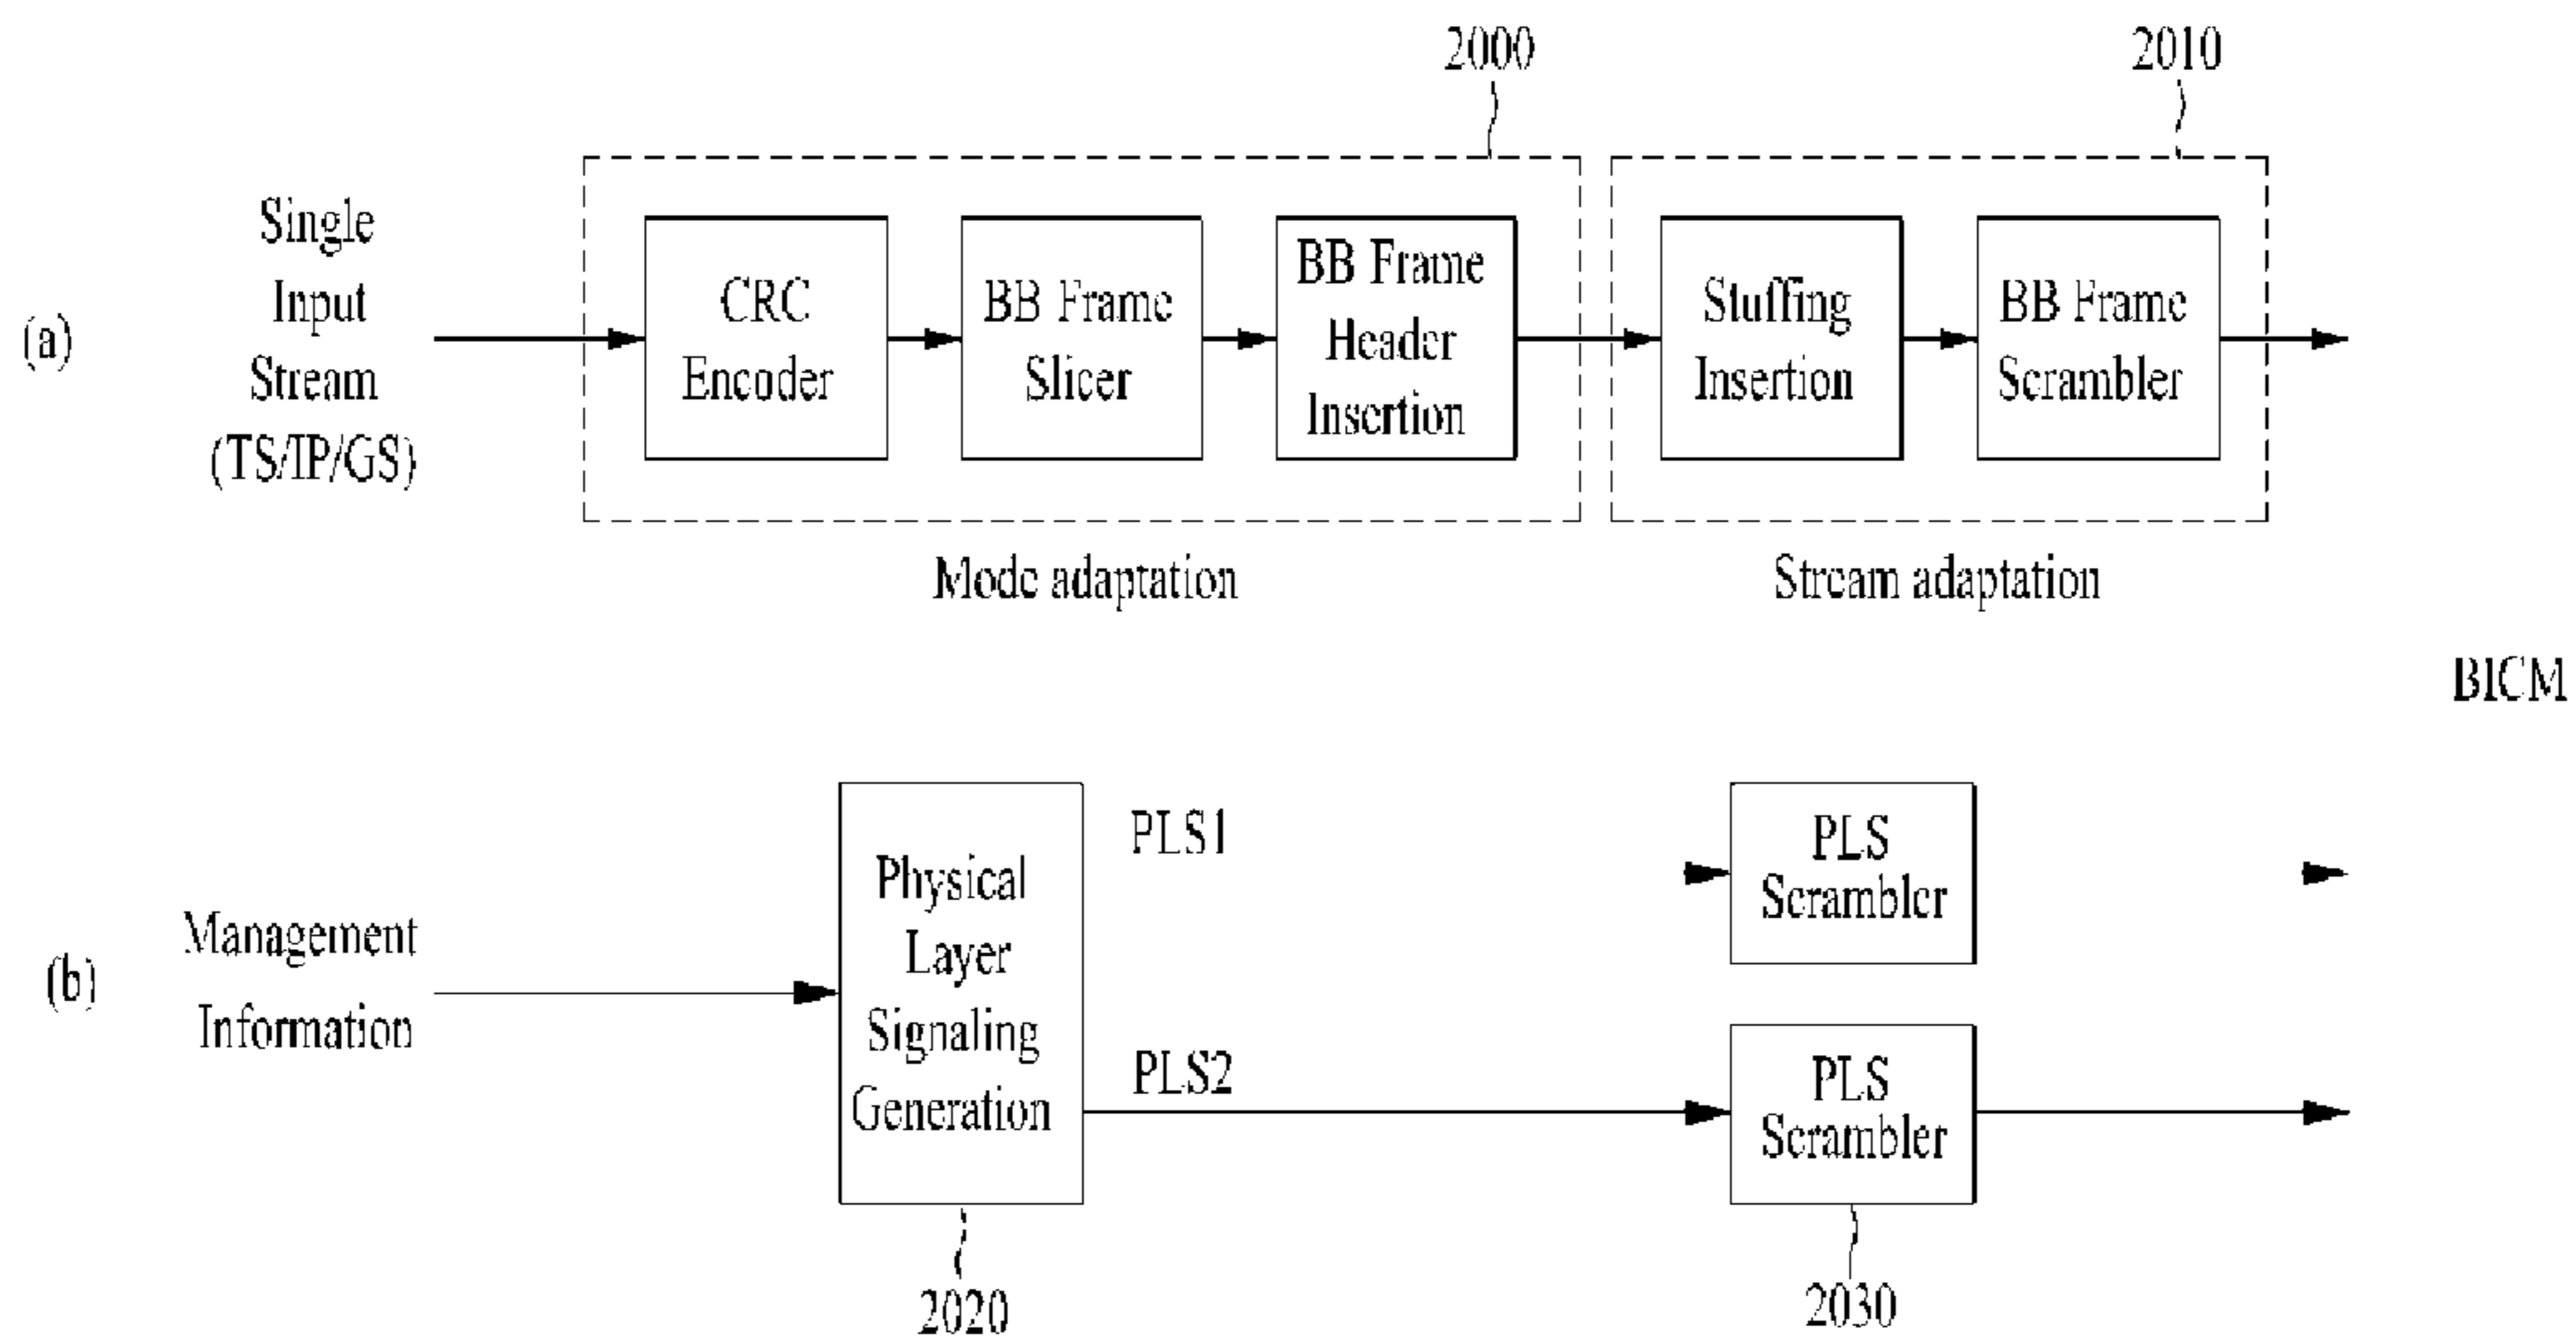 2000
2010
(a)
Single
Input
Stream
(TS/IP/GS)
CRC
Encoder
BB Frame
Slicer
BB Frame
Header
Insertion
Stuffing
Insertion
BB Frame
Scrambler
Mode adaptation
Stream adaptation
BICM
(b)
Management
Information
Physical
Layer
Signaling
Generation
PLS1
PLS2
PLS
Scrambler
PLS
Scrambler
2020
2030